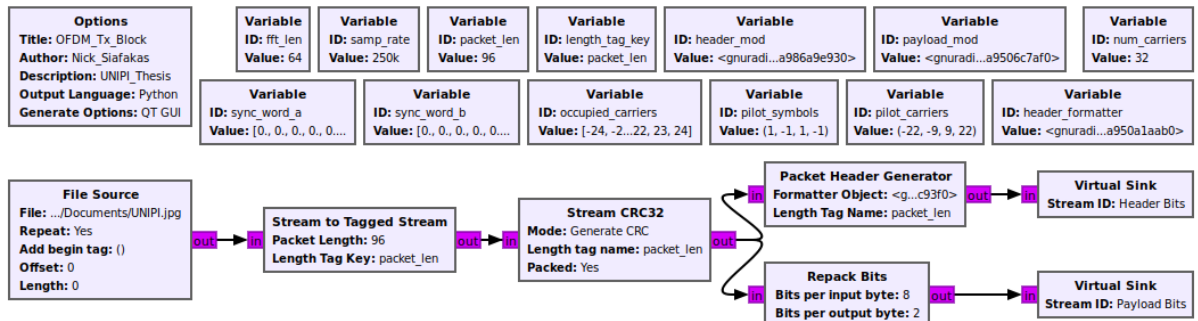 Options
Title: OFDM_Tx_Block
Author: Nick_Siafakas
Description: UNIPI_Thesis
Output Language: Python
Generate Options: QT GUI
Variable
ID: fft_len
Value: 64
Variable
ID: samp_rate
Value: 250k
Variable
ID: packet_len
Value: 96
Variable
ID: length_tag_key
Value: packet_len
Variable
ID: header_mod
Value: <gnuradi...a986a9e930>
Variable
ID: payload_mod
Value: <gnuradi...a9506c7af0>
Variable
ID: num_carriers
Value: 32
Variable
ID: sync_word_a
Value: [0., 0., 0., 0., 0....
Variable
ID: sync_word_b
Value: [0., 0., 0., 0., 0....
Variable
ID: occupied_carriers
Value: [-24, -2...22, 23, 24]
Variable
ID: pilot_symbols
Value: (1, -1, 1, -1)
Variable
ID: pilot_carriers
Value: (-22, -9, 9, 22)
Variable
ID: header_formatter
Value: <gnuradi...a950a1aab0>
File Source
File: .../Documents/UNIPI.jpg
Repeat: Yes
Add begin tag: ()
Offset: 0
Length: 0
out
in
Stream to Tagged Stream
Packet Length: 96
Length Tag Key: packet_len
out
in
Stream CRC32
Mode: Generate CRC
Length tag name: packet_len
Packed: Yes
out
in
Packet Header Generator
Formatter Object: <g...c93f0>
Length Tag Name: packet_len
out
in
Virtual Sink
Stream ID: Header Bits
in
Repack Bits
Bits per input byte: 8
Bits per output byte: 2
out
in
Virtual Sink
Stream ID: Payload Bits